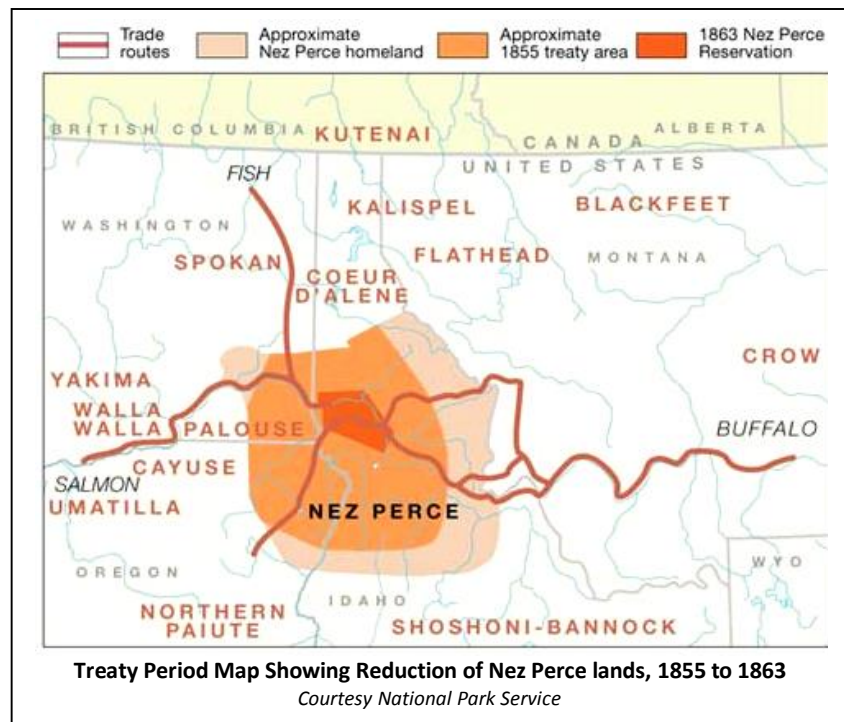 Trade routes
Approximate Nez Perce homeland
Approximate 1855 treaty area
1863 Nez Perce Reservation
BRITISH COLUMBIA
KUTENAI
CANADA
ALBERTA
UNITED STATES
FISH
WASHINGTON
KALISPEL
BLACKFEET
SPOKAN
FLATHEAD
MONTANA
COEUR
D'ALENE
CROW
YAKIMA
WALLA
WALLA
PALOUSE
BUFFALO
CAYUSE
SALMON
UMATILLA
NEZ PERCE
OREGON
WYO
IDAHO
NORTHERN
PAIUTE
SHOSHONI-BANNOCK
Treaty Period Map Showing Reduction of Nez Perce lands, 1855 to 1863
Courtesy National Park Service